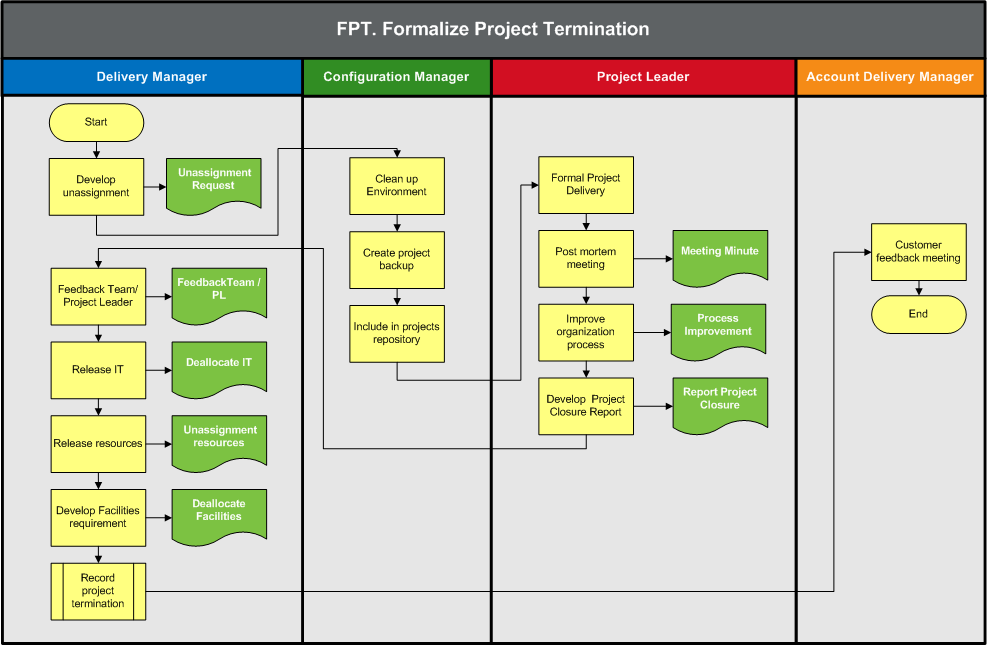 FPT. Formalize Project Termination
Delivery Manager
Configuration Manager
Project Leader
Account Delivery Manager
Start
Develop
unassignment
Unassignment
Request
Feedback Team/
Project Leader
FeedbackTeam /
PL
Release IT
Deallocate IT
Release resources
Unassignment
resources
Develop Facilities
requirement
Deallocate
Facilities
Record
project
termination
Clean up
Environment
Create project
backup
Include in projects
repository
Formal Project
Delivery
Post mortem
meeting
Meeting Minute
Improve
organization
process
Process
Improvement
Develop Project
Closure Report
Report Project
Closure
Customer
feedback meeting
End